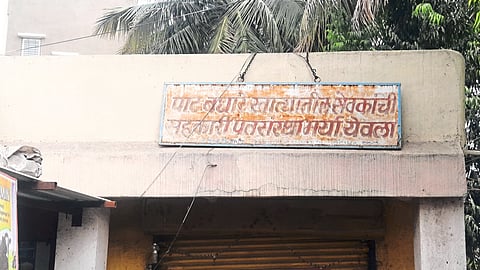 पाटबंधारे खात्यातील सेवकांची
सहकारी पतसंस्था मर्या येवला